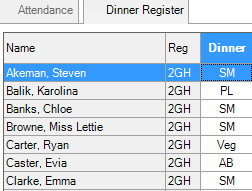 Attendance Dinner Register
Name Reg Dinner
Akeman, Steven 2GH SM
Balik, Karolina 2GH PL
Banks, Chloe 2GH SM
Browne, Miss Lettie 2GH SM
Carter, Ryan 2GH Veg
Caster, Evia 2GH AB
Clarke, Emma 2GH SM